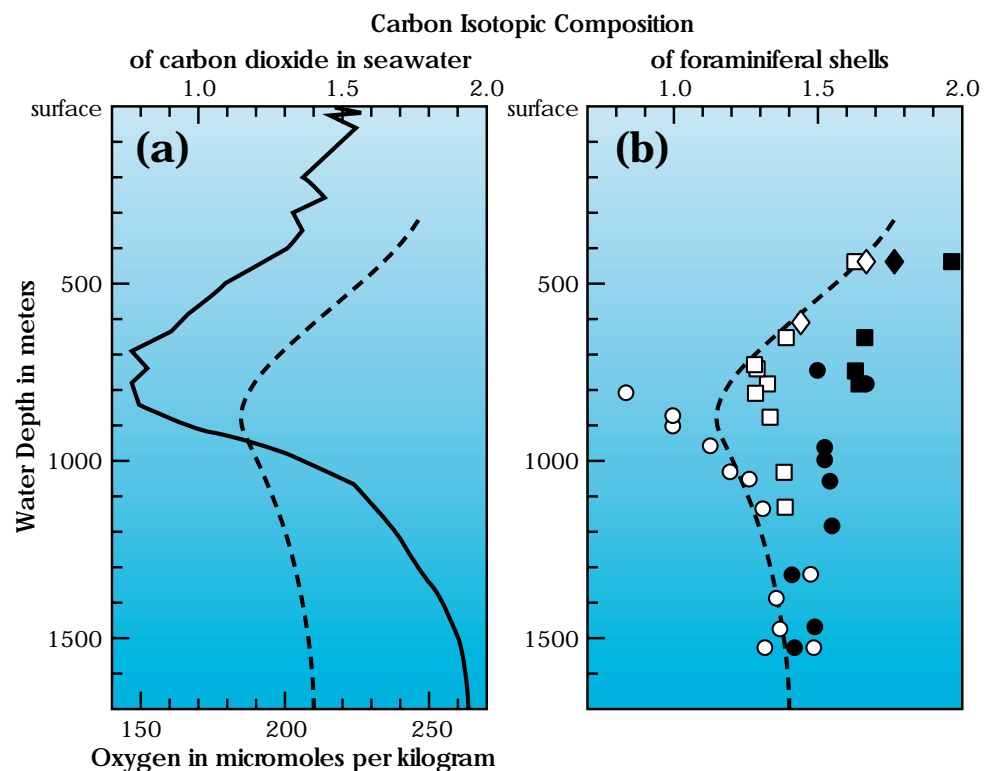 Carbon Isotopic Composition
of carbon dioxide in seawater
of foraminiferal shells
1.0 1.5 2.0
1.0 1.5 2.0
surface
surface
(a)
(b)
500
500
1000
1000
1500
1500
Water Depth in meters
150 200 250
Oxygen in micromoles per kilogram